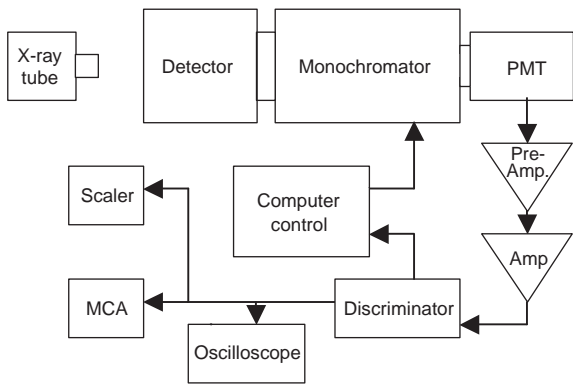 X-ray
tube
Detector
Monochromator
PMT
Pre-
Amp.
Scaler
Computer
control
Amp
MCA
Discriminator
Oscilloscope